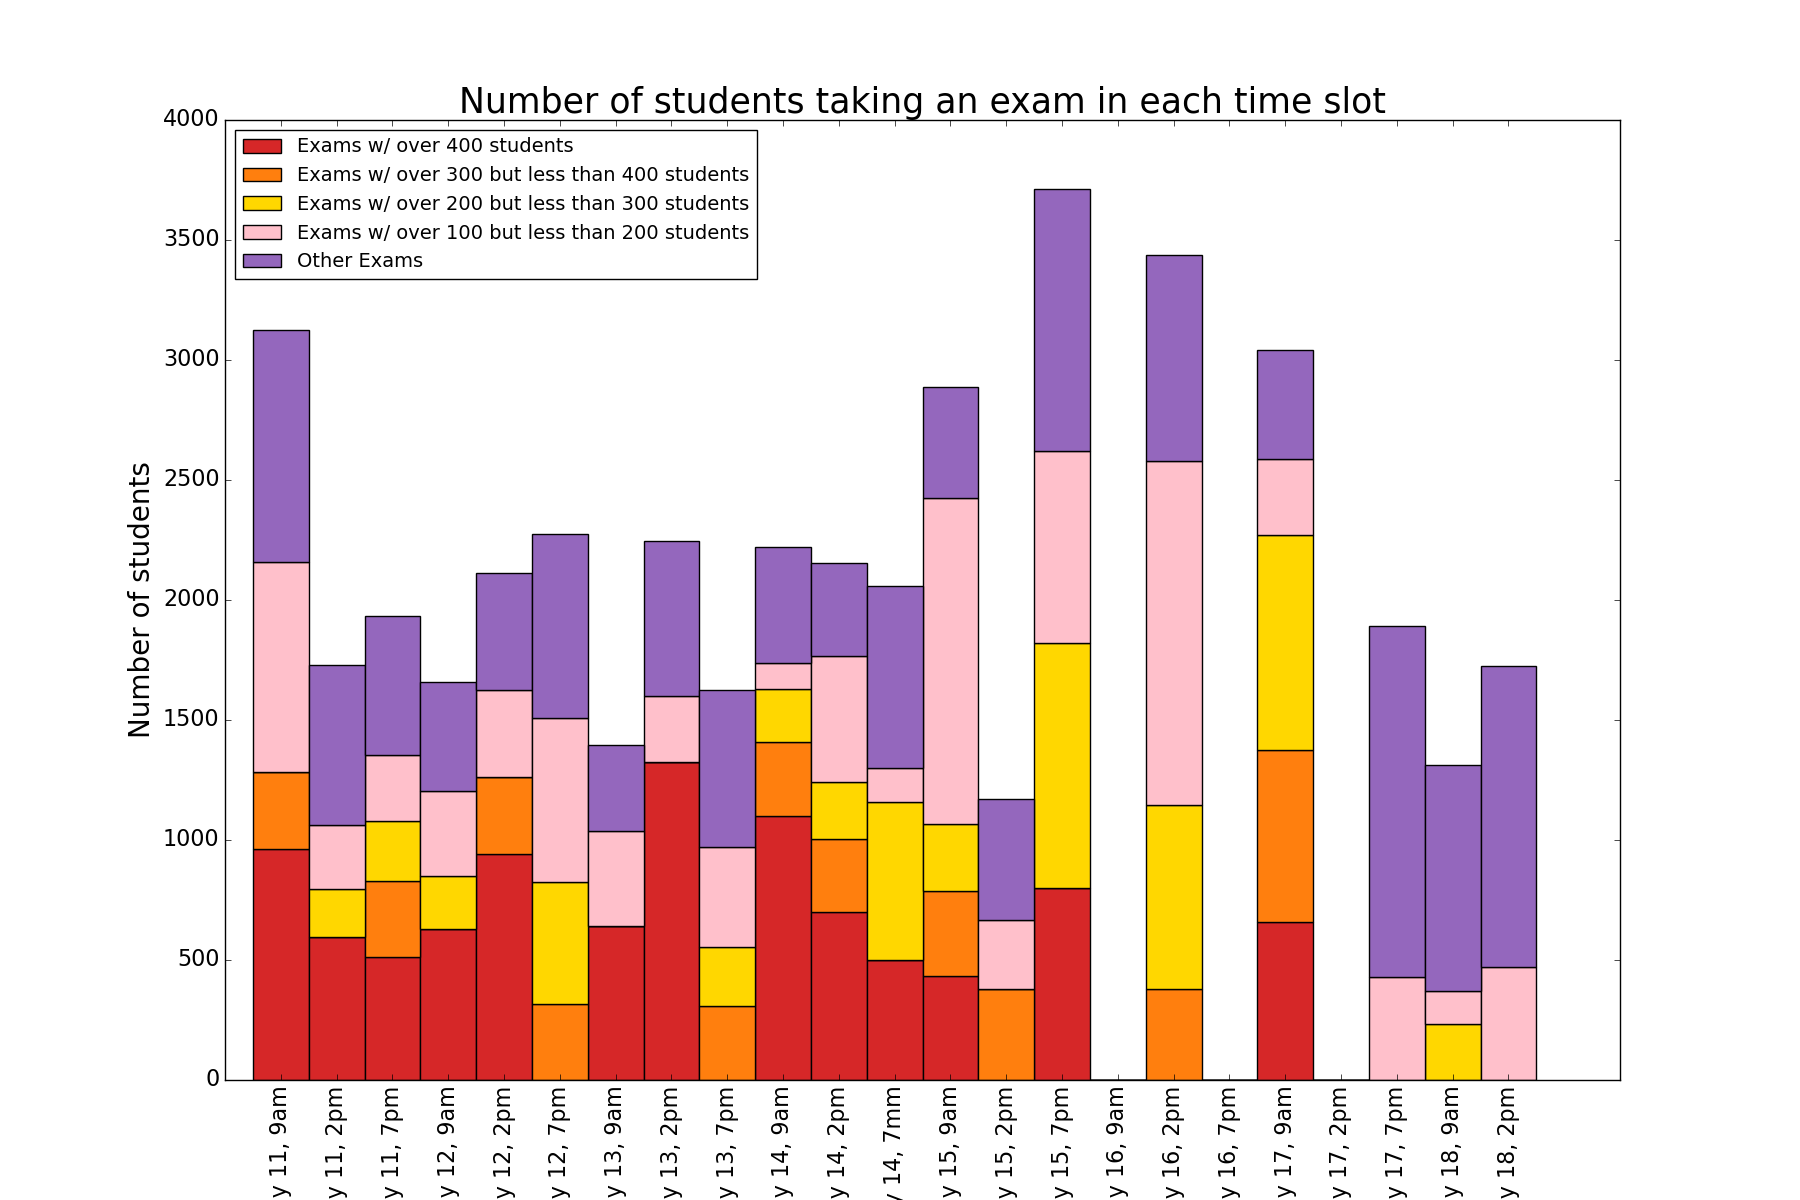 Number of students taking an exam in each time slot
Exams w/ over 400 students
Exams w/ over 300 but less than 400 students
Exams w/ over 200 but less than 300 students
Exams w/ over 100 but less than 200 students
Other Exams
Number of students
4000
3500
3000
2500
2000
1500
1000
500
0
y 11, 9am
y 11, 2pm
y 11, 7pm
y 12, 9am
y 12, 2pm
y 12, 7pm
y 13, 9am
y 13, 2pm
y 13, 7pm
y 14, 9am
y 14, 2pm
y 14, 7mm
y 15, 9am
y 15, 2pm
y 15, 7pm
y 16, 9am
y 16, 2pm
y 16, 7pm
y 17, 9am
y 17, 2pm
y 17, 7pm
y 18, 9am
y 18, 2pm